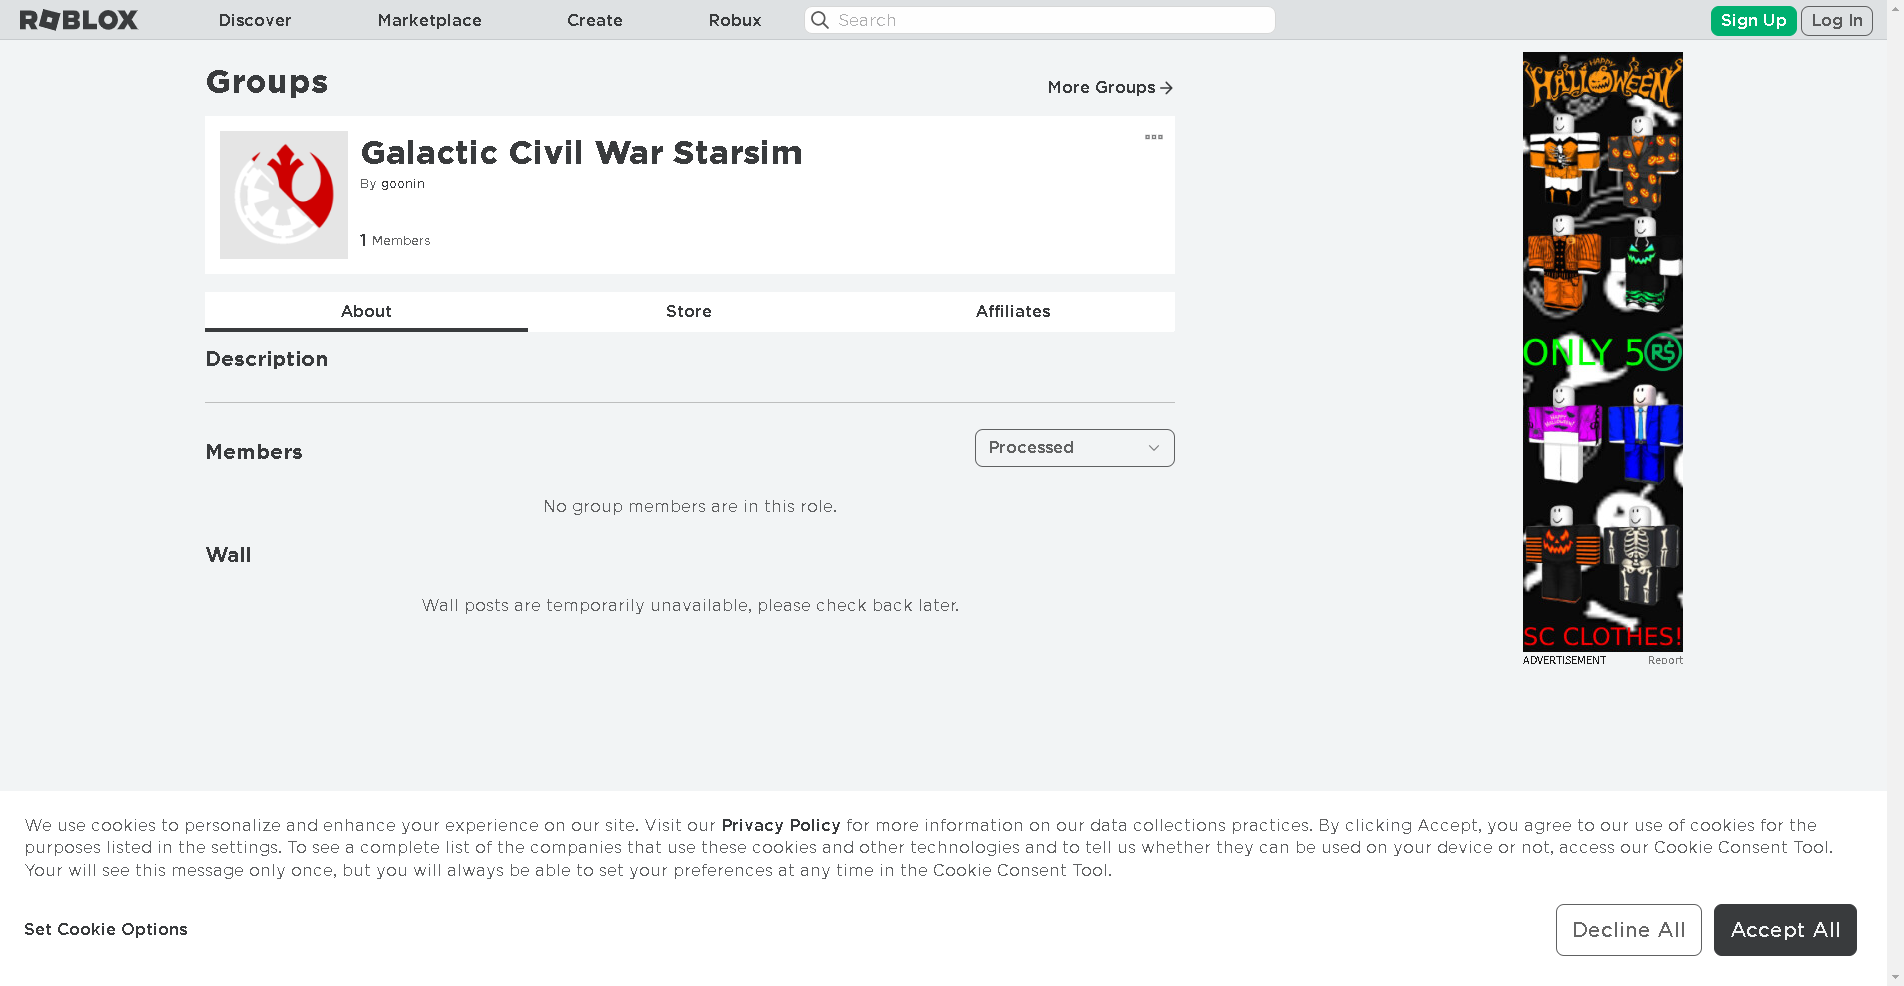 ROBLOX
Discover
Marketplace
Create
Robux
Search
Sign Up
Log In
Groups
More Groups
Galactic Civil War Starsim
By goonin
1 Members
About
Store
Affiliates
Description
Members
Processed
No group members are in this role.
Wall
Wall posts are temporarily unavailable, please check back later.
HAPPY
HALLOWEEN
ONLY 5 R$
HAPPY
HALLOWEEN!
SC CLOTHES!
ADVERTISEMENT
Report
We use cookies to personalize and enhance your experience on our site. Visit our Privacy Policy for more information on our data collections practices. By clicking Accept, you agree to our use of cookies for the
purposes listed in the settings. To see a complete list of the companies that use these cookies and other technologies and to tell us whether they can be used on your device or not, access our Cookie Consent Tool.
Your will see this message only once, but you will always be able to set your preferences at any time in the Cookie Consent Tool.
Set Cookie Options
Decline All
Accept All